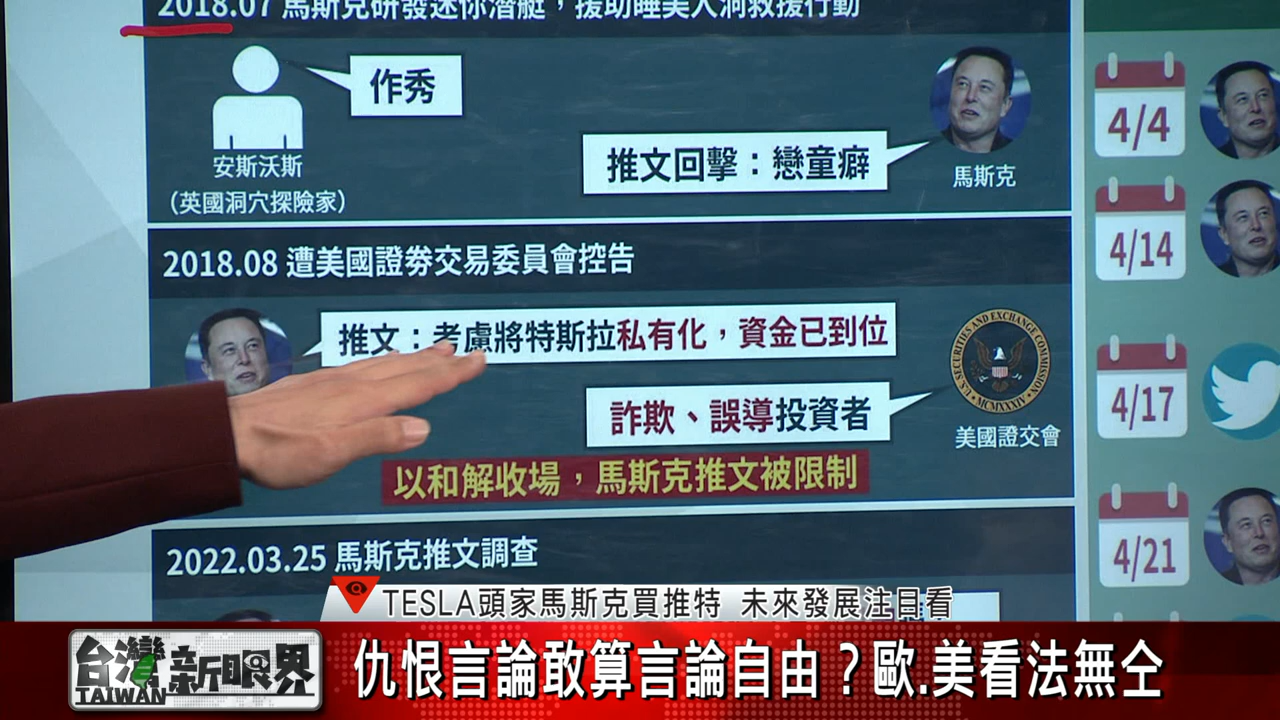 2018.07 馬斯克研發迷你潛艇，援助睡美人洞救援行動
作秀
安斯沃斯
（英國洞穴探險家）
推文回擊：戀童癖
馬斯克
2018.08 遭美國證券交易委員會控告
推文：考慮將特斯拉私有化，資金已到位
U.S. SECURITIES AND EXCHANGE COMMISSION
MCMXXXIV
詐欺、誤導投資者
美國證交會
以和解收場，馬斯克推文被限制
2022.03.25 馬斯克推文調查
4/4
4/14
4/17
4/21
TESLA頭家馬斯克買推特 未來發展注目看
台灣新眼界
TAIWAN
仇恨言論敢算言論自由？歐.美看法無仝